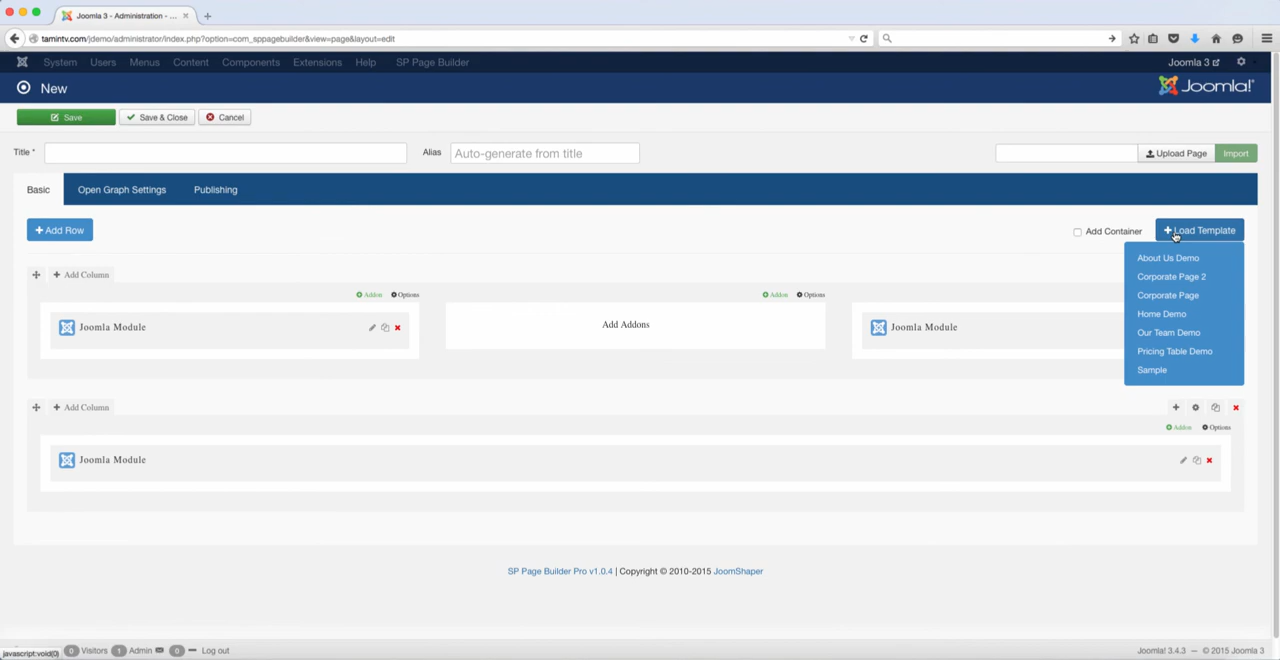 Joomla 3 - Administration - ...
tamintv.com/jdemo/administrator/index.php?option=com_sppagebuilder&view=page&layout=edit
System Users Menus Content Components Extensions Help SP Page Builder Joomla 3
New Joomla!®
Save Save & Close Cancel
Title * Alias Auto-generate from title Upload Page Import
Basic Open Graph Settings Publishing
+ Add Row Add Container + Load Template
About Us Demo
Corporate Page 2
Corporate Page
Home Demo
Our Team Demo
Pricing Table Demo
Sample
+ Add Column
Addon Options Addon Options
Joomla Module Add Addons Joomla Module
+ Add Column
Addon Options
Joomla Module
SP Page Builder Pro v1.0.4 | Copyright © 2010-2015 JoomShaper
javascript:void(0) 0 Visitors 1 Admin 0 Log out Joomla! 3.4.3 — © 2015 Joomla 3